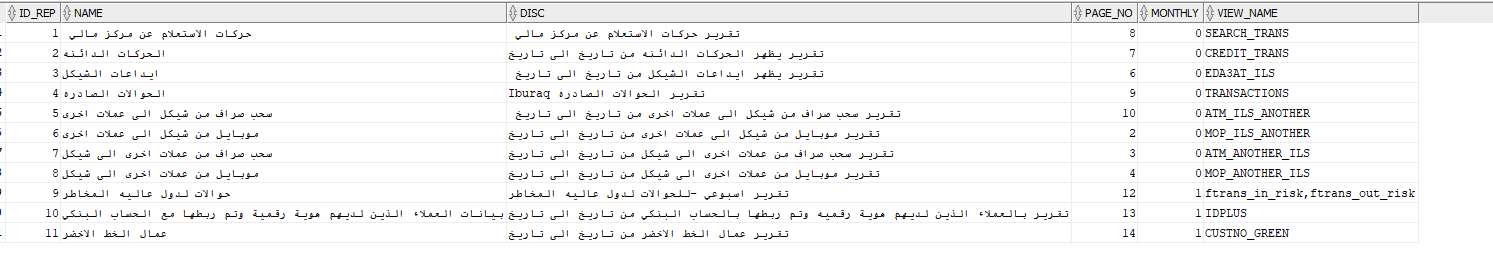 ID_REP NAME DISC PAGE_NO MONTHLY VIEW_NAME
1 حركات الاستعلام عن مركز مالي تقرير حركات الاستعلام عن مركز مالي 8 0 SEARCH_TRANS
2 الحركات الدائنه تقرير يظهر الحركات الدائنه من تاريخ الى تاريخ 7 0 CREDIT_TRANS
3 ايداعات الشيكل تقرير يظهر ايداعات الشيكل من تاريخ الى تاريخ 6 0 EDA3AT_ILS
4 الحوالات الصادره تقرير الحوالات الصادره Iburaq 9 0 TRANSACTIONS
5 سحب صراف من شيكل الى عملات اخرى تقرير سحب صراف من شيكل الى عملات اخرى من تاريخ الى تاريخ 10 0 ATM_ILS_ANOTHER
6 موبايل من شيكل الى عملات اخرى تقرير موبايل من شيكل الى عملات اخرى من تاريخ الى تاريخ 2 0 MOP_ILS_ANOTHER
7 سحب صراف من عملات اخرى الى شيكل تقرير سحب صراف من عملات اخرى الى شيكل من تاريخ الى تاريخ 3 0 ATM_ANOTHER_ILS
8 موبايل من عملات اخرى الى شيكل تقرير موبايل من عملات اخرى الى شيكل من تاريخ الى تاريخ 4 0 MOP_ANOTHER_ILS
9 حوالات لدول عاليه المخاطر تقرير اسبوعي -للحوالات لدول عاليه المخاطر 12 1 ftrans_in_risk,ftrans_out_risk
10 بيانات العملاء الذين لديهم هوية رقمية وتم ربطها مع الحساب البنكي تقرير بالعملاء الذين لديهم هوية رقميه وتم ربطها بالحساب البنكي من تاريخ الى تاريخ 13 1 IDPLUS
11 عمال الخط الاخضر تقرير عمال الخط الاخضر من تاريخ الى تاريخ 14 1 CUSTNO_GREEN